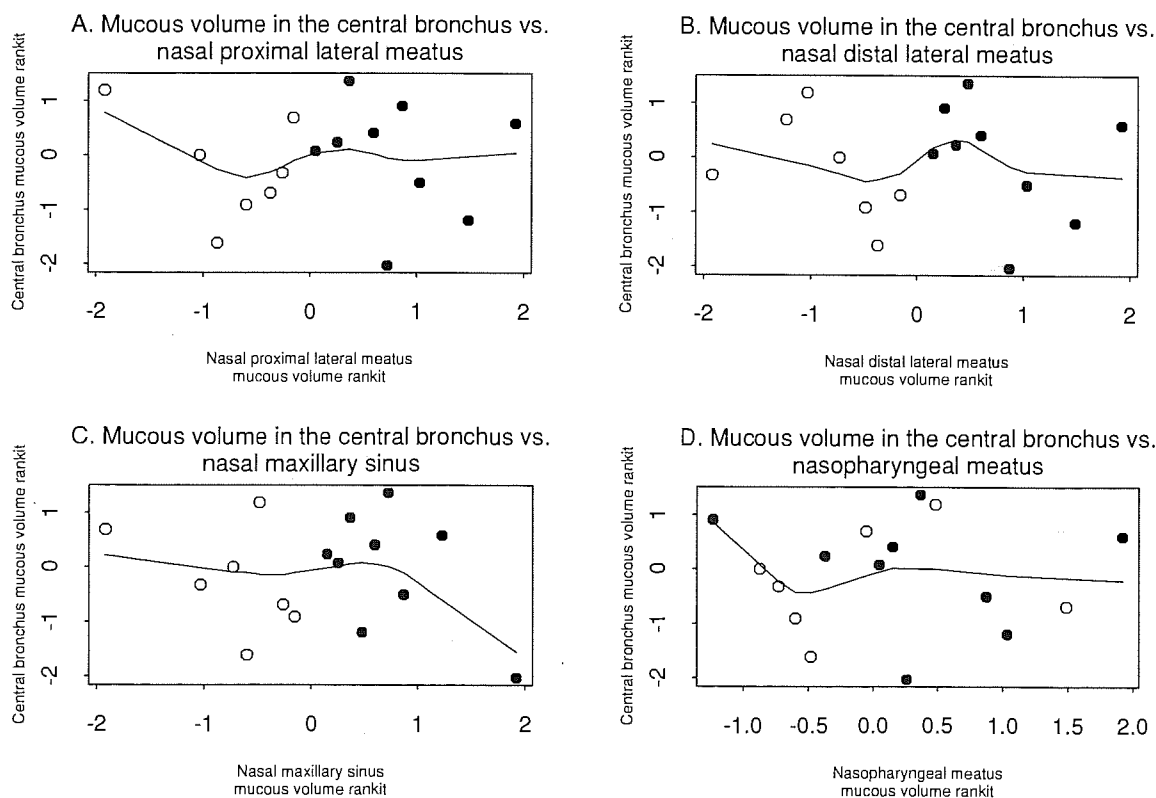 A. Mucous volume in the central bronchus vs.
nasal proximal lateral meatus
Central bronchus mucous volume rankit
1
0
-1
-2
-2 -1 0 1 2
Nasal proximal lateral meatus
mucous volume rankit
B. Mucous volume in the central bronchus vs.
nasal distal lateral meatus
Central bronchus mucous volume rankit
1
0
-1
-2
-2 -1 0 1 2
Nasal distal lateral meatus
mucous volume rankit
C. Mucous volume in the central bronchus vs.
nasal maxillary sinus
Central bronchus mucous volume rankit
1
0
-1
-2
-2 -1 0 1 2
Nasal maxillary sinus
mucous volume rankit
D. Mucous volume in the central bronchus vs.
nasopharyngeal meatus
Central bronchus mucous volume rankit
1
0
-1
-2
-1.0 -0.5 0.0 0.5 1.0 1.5 2.0
Nasopharyngeal meatus
mucous volume rankit